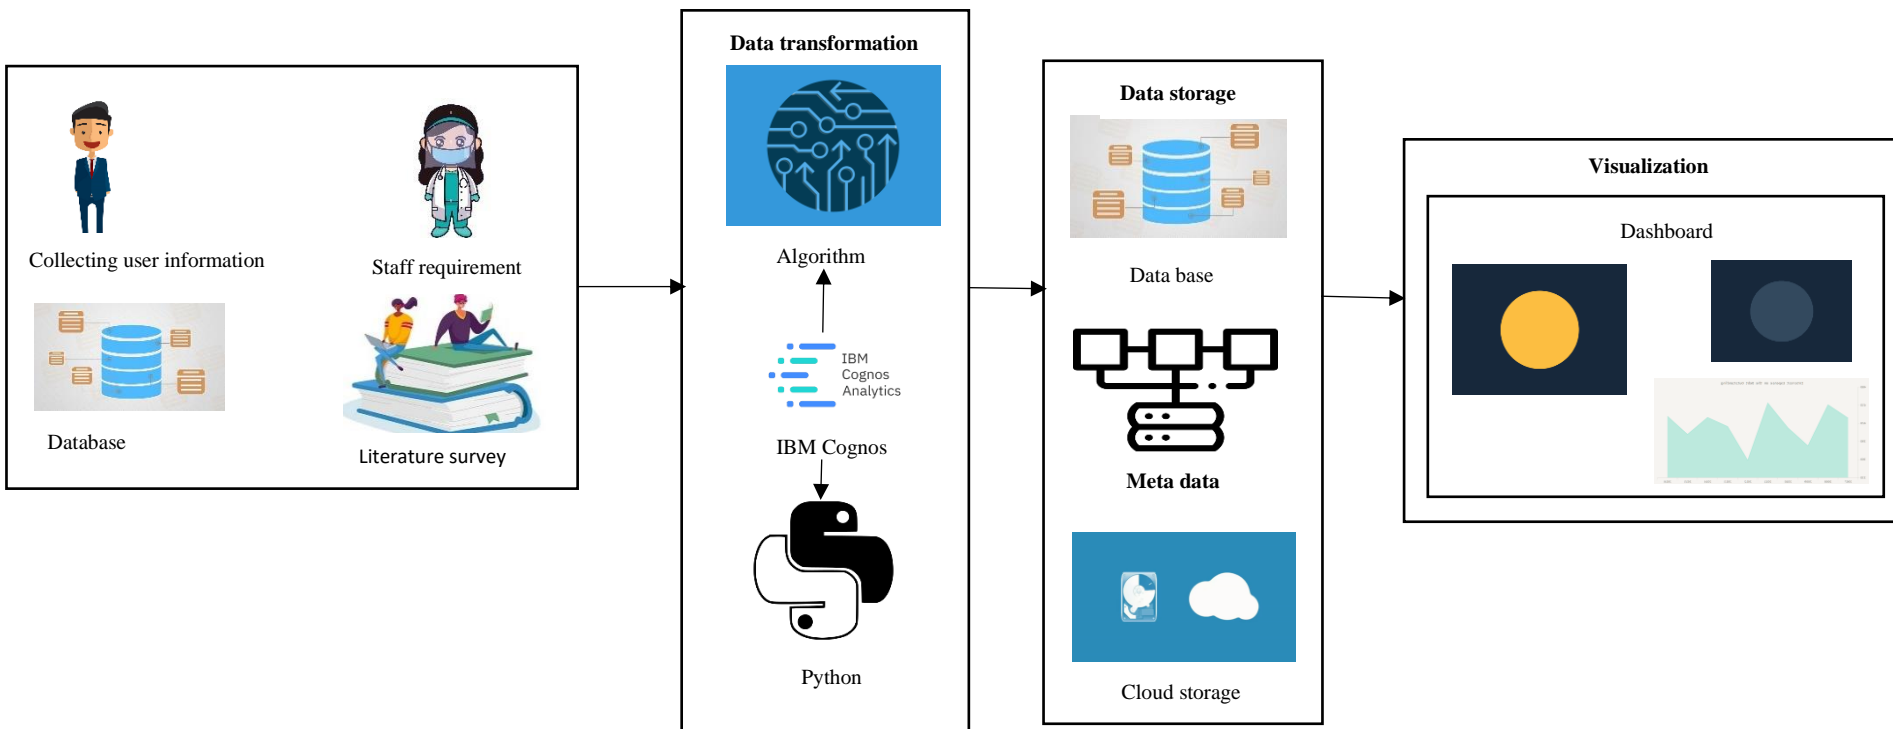 Collecting user information
Staff requirement
Database
Literature survey
Data transformation
Algorithm
IBM
Cognos
Analytics
IBM Cognos
Python
Data storage
Data base
Meta data
Cloud storage
Visualization
Dashboard